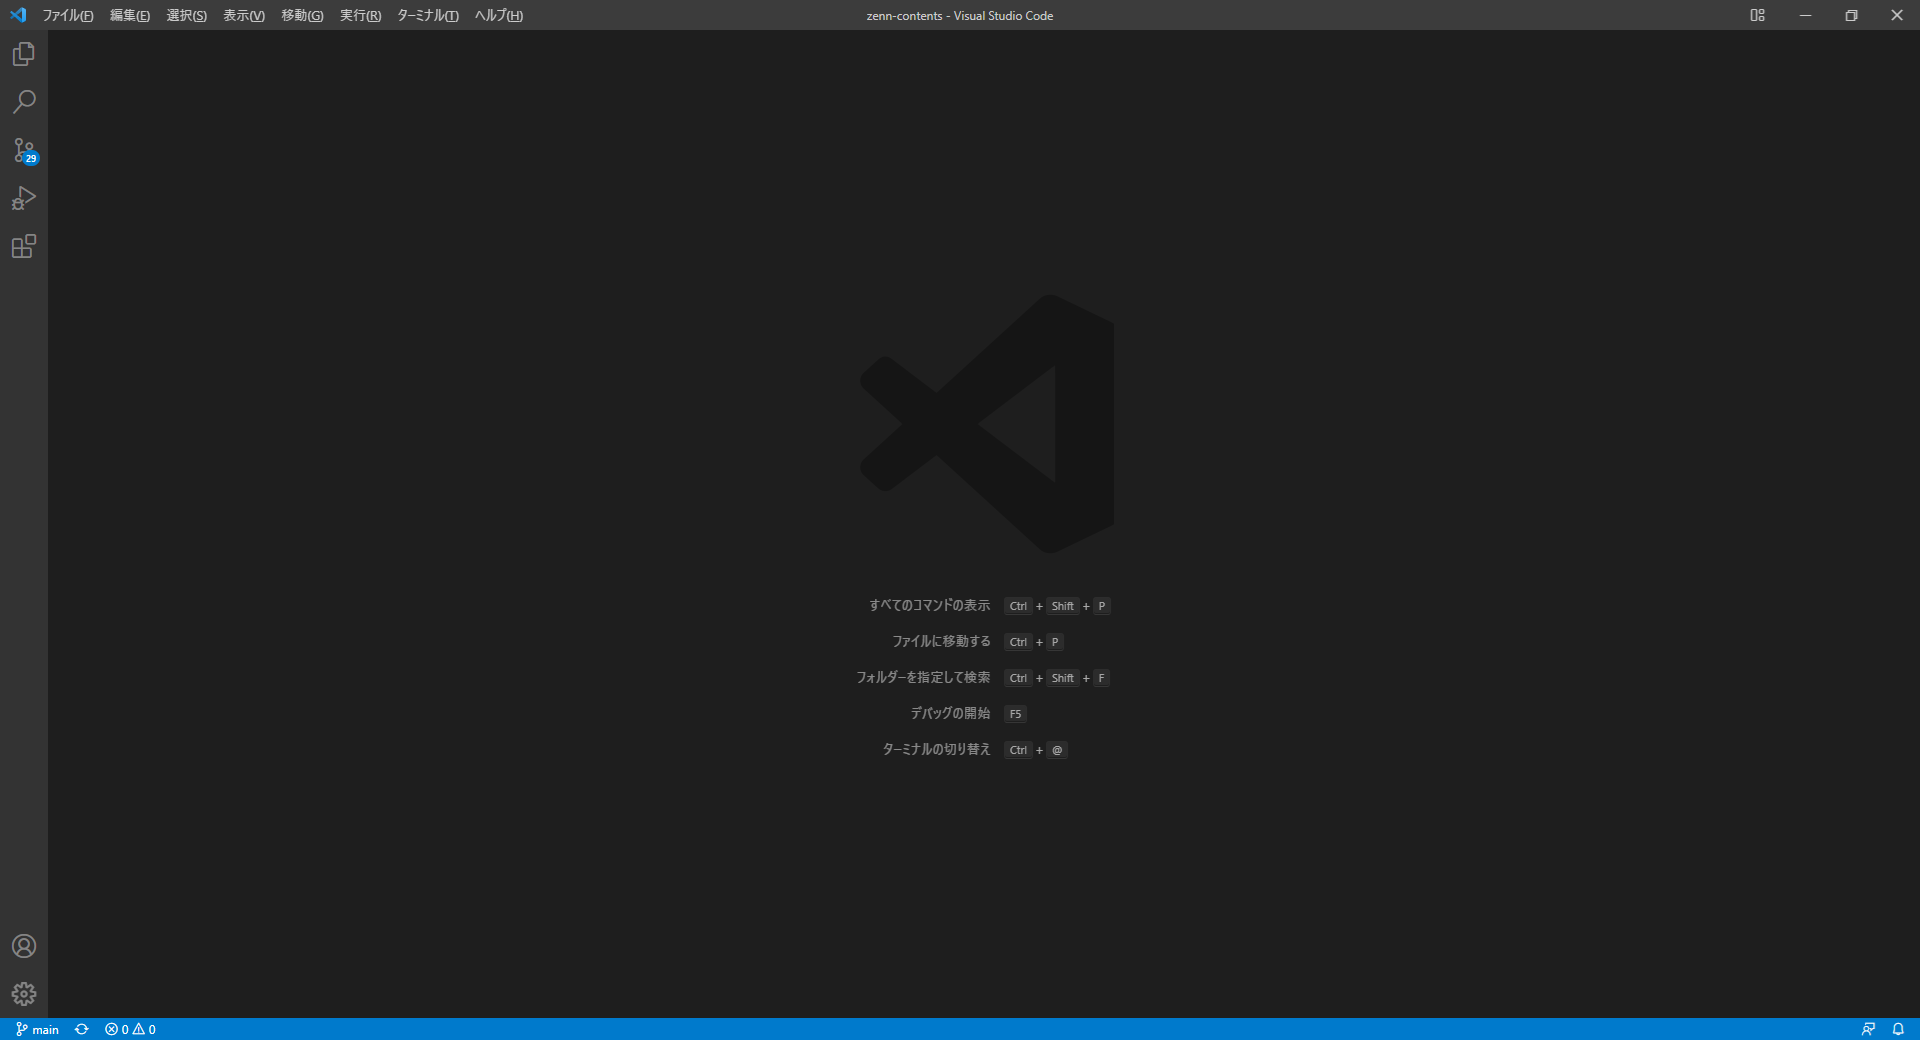 ファイル(F) 編集(E) 選択(S) 表示(V) 移動(G) 実行(R) ターミナル(T) ヘルプ(H) zenn-contents - Visual Studio Code
29
すべてのコマンドの表示 Ctrl + Shift + P
ファイルに移動する Ctrl + P
フォルダーを指定して検索 Ctrl + Shift + F
デバッグの開始 F5
ターミナルの切り替え Ctrl + @
main 0 0